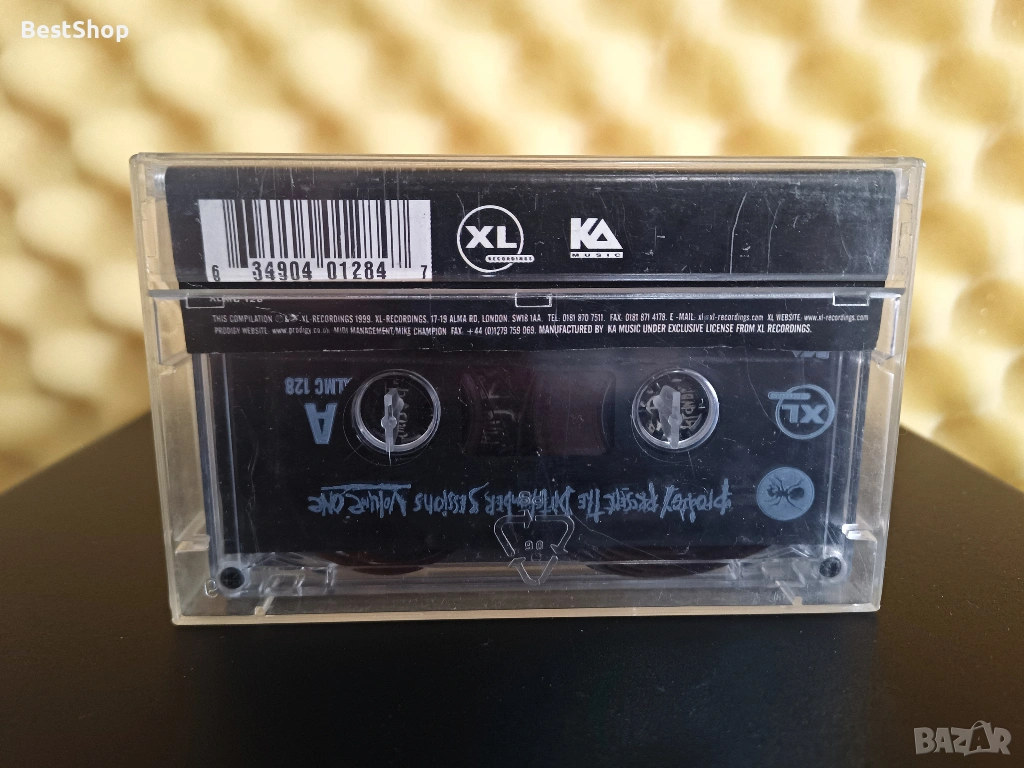 BestShop
6 34904 01284 7
XL
RECORDINGS
KA
MUSIC
XLMC 128
THIS COMPILATION XL-RECORDINGS 1999. XL-RECORDINGS, 17-19 ALMA RD, LONDON. SW18 1AA. TEL. 0181 870 7511. FAX. 0181 871 4178. E - MAIL. xl@xl-recordings.com XL WEBSITE. www.xl-recordings.com
PRODIGY WEBSITE. www.prodigy.co.uk MIDI MANAGEMENT/MIKE CHAMPION FAX. + 44 (0)1279 759 069. MANUFACTURED BY KA MUSIC UNDER EXCLUSIVE LICENSE FROM XL RECORDINGS.
KA
XLMC 128
A
XL
Prodigy present The Dirtchamber Sessions Volume One
06
BAZAR